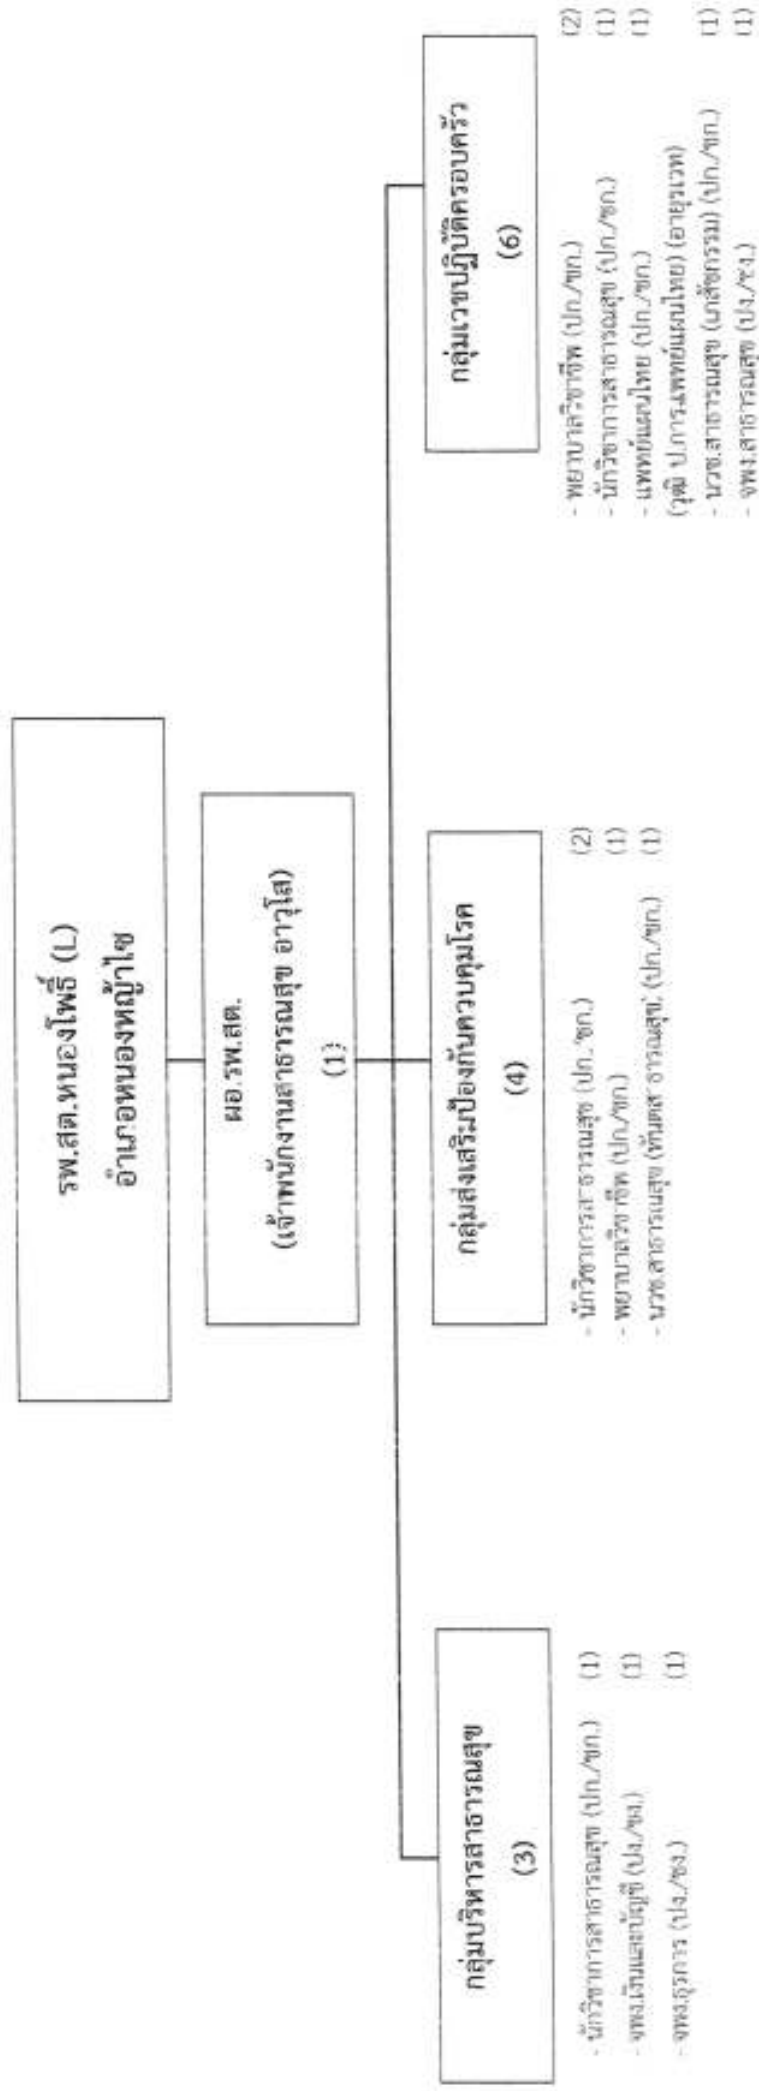 รพ.สต.หนองโพธิ์ (L)
อำเภอหนองหญ้าไซ
ผอ.รพ.สต.
(เจ้าพนักงานสาธารณสุข อาวุโส)
(1)
กลุ่มบริหารสาธารณสุข
(3)
- นักวิชาการสาธารณสุข (ปก./ชก.) (1)
- จพง.เงินและบัญชี (ปง./ชง.) (1)
- จพง.ธุรการ (ปง./ชง.) (1)
กลุ่มส่งเสริมป้องกันควบคุมโรค
(4)
- นักวิชาการสาธารณสุข (ปก./ชก.) (2)
- พยาบาลวิชาชีพ (ปก./ชก.) (1)
- นวช.สาธารณสุข (ทันตสาธารณสุข) (ปก./ชก.) (1)
กลุ่มเวชปฏิบัติครอบครัว
(6)
- พยาบาลวิชาชีพ (ปก./ชก.) (2)
- นักวิชาการสาธารณสุข (ปก./ชก.) (1)
- แพทย์แผนไทย (ปก./ชก.) (1)
(วุฒิ ป.การแพทย์แผนไทย) (อายุรเวท)
- นวช.สาธารณสุข (เภสัชกรรม) (ปก./ชก.) (1)
- จพง.สาธารณสุข (ปง./ชง.) (1)